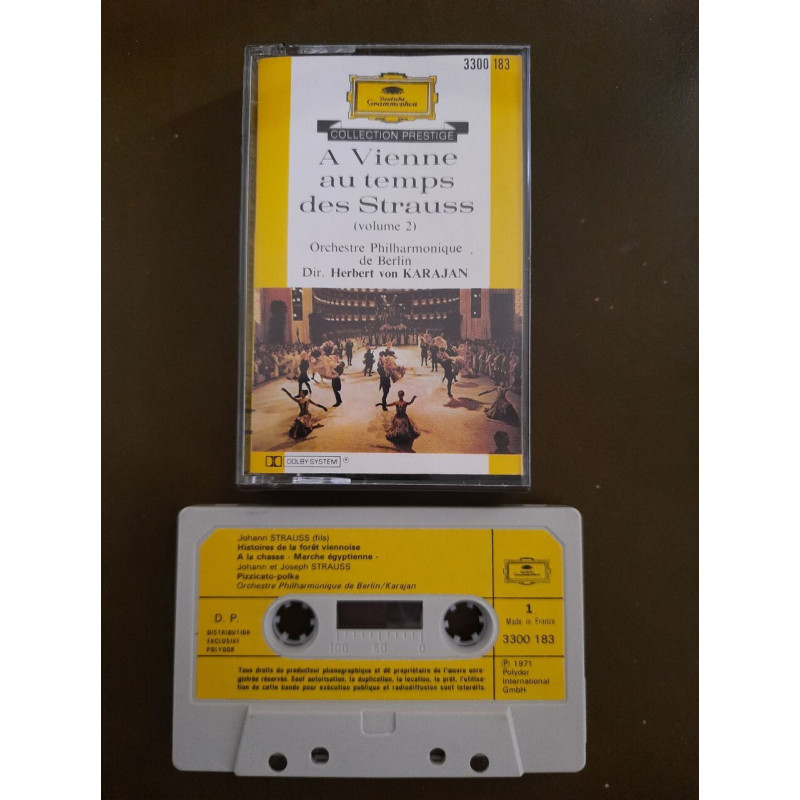 3300 183
Deutsche
Grammophon
COLLECTION PRESTIGE
A Vienne
au temps
des Strauss
(volume 2)
Orchestre Philharmonique
de Berlin
Dir. Herbert von KARAJAN
DOLBY SYSTEM ®
Johann STRAUSS (fils)
Histoires de la forêt viennoise
A la chasse - Marche égyptienne -
Johann et Joseph STRAUSS
Pizzicato-polka
Orchestre Philharmonique de Berlin/Karajan
Deutsche
Grammophon
D. P.
DISTRIBUTION
EXCLUSIVE
POLYDOR
100 50 0
1
Made in France
3300 183
℗ 1971
Polydor
International
GmbH
Tous droits du producteur phonographique et du propriétaire de l'œuvre enre-
gistrée réservés. Sauf autorisation, la duplication, la location, le prêt, l'utilisa-
tion de cette bande pour exécution publique et radiodiffusion sont interdits.